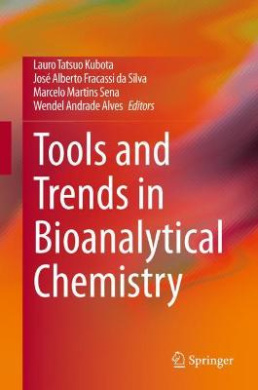 Lauro Tatsuo Kubota
José Alberto Fracassi da Silva
Marcelo Martins Sena
Wendel Andrade Alves Editors
Tools and
Trends in
Bioanalytical
Chemistry
Springer